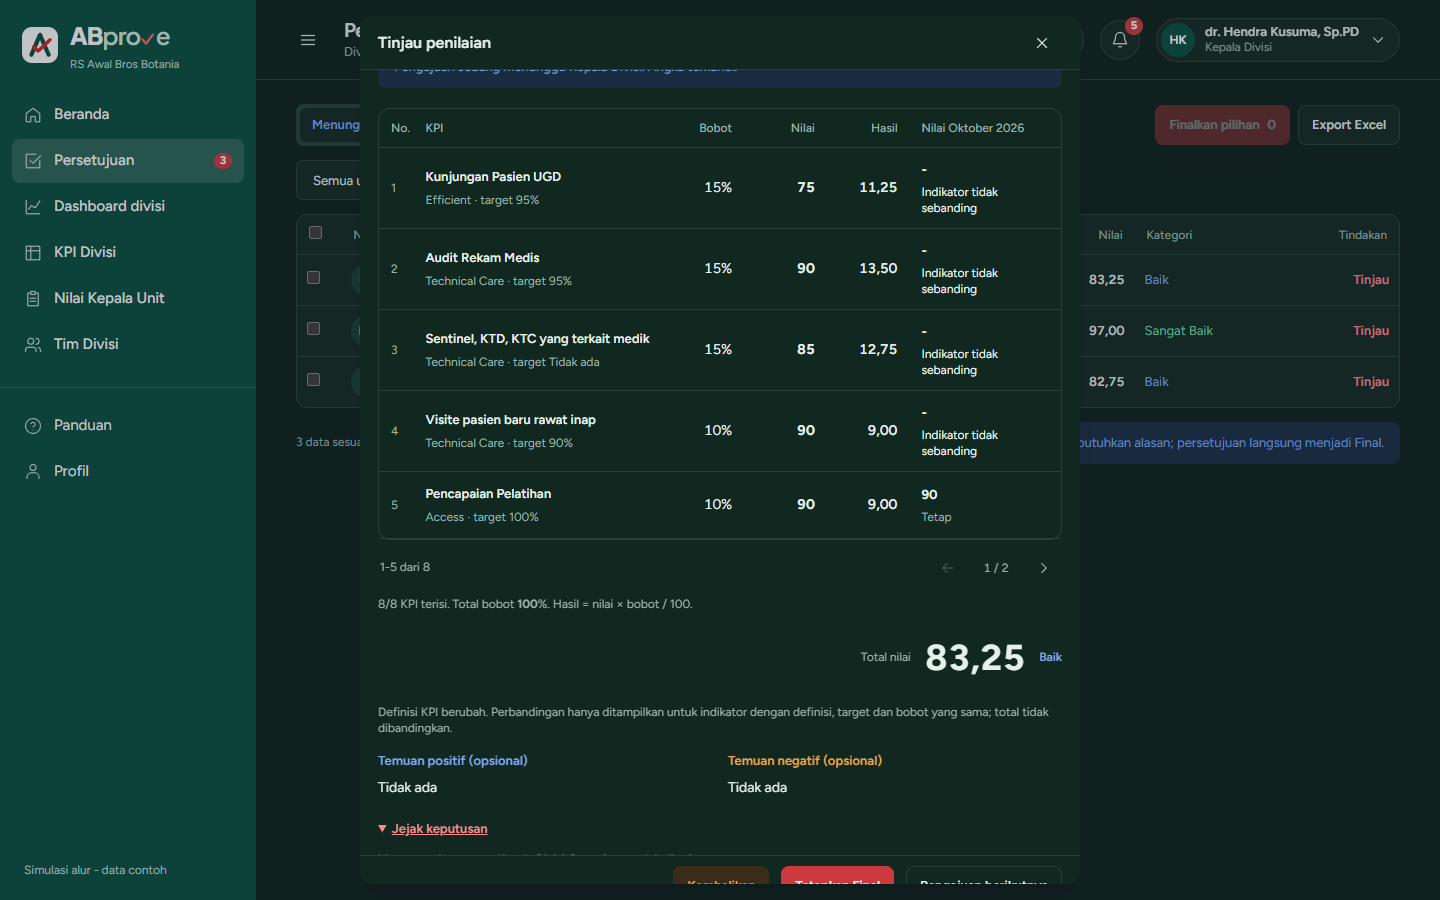 ABprove
RS Awal Bros Botania
Beranda
Persetujuan 3
Dashboard divisi
KPI Divisi
Nilai Kepala Unit
Tim Divisi
Panduan
Profil
Simulasi alur - data contoh
5
HK
dr. Hendra Kusuma, Sp.PD
Kepala Divisi
Finalkan pilihan 0
Export Excel
Semua u
Nilai Kategori Tindakan
83,25 Baik Tinjau
97,00 Sangat Baik Tinjau
82,75 Baik Tinjau
3 data sesua
butuhkan alasan; persetujuan langsung menjadi Final.
Tinjau penilaian
No. KPI Bobot Nilai Hasil Nilai Oktober 2026
1 Kunjungan Pasien UGD 15% 75 11,25 -
Efficient · target 95% Indikator tidak
sebanding
2 Audit Rekam Medis 15% 90 13,50 -
Technical Care · target 95% Indikator tidak
sebanding
3 Sentinel, KTD, KTC yang terkait medik 15% 85 12,75 -
Technical Care · target Tidak ada Indikator tidak
sebanding
4 Visite pasien baru rawat inap 10% 90 9,00 -
Technical Care · target 90% Indikator tidak
sebanding
5 Pencapaian Pelatihan 10% 90 9,00 90
Access · target 100% Tetap
1-5 dari 8 1 / 2
8/8 KPI terisi. Total bobot 100%. Hasil = nilai × bobot / 100.
Total nilai 83,25 Baik
Definisi KPI berubah. Perbandingan hanya ditampilkan untuk indikator dengan definisi, target dan bobot yang sama; total tidak
dibandingkan.
Temuan positif (opsional) Temuan negatif (opsional)
Tidak ada Tidak ada
Jejak keputusan
Kembalikan Tetapkan Final Pengajuan berikutnya